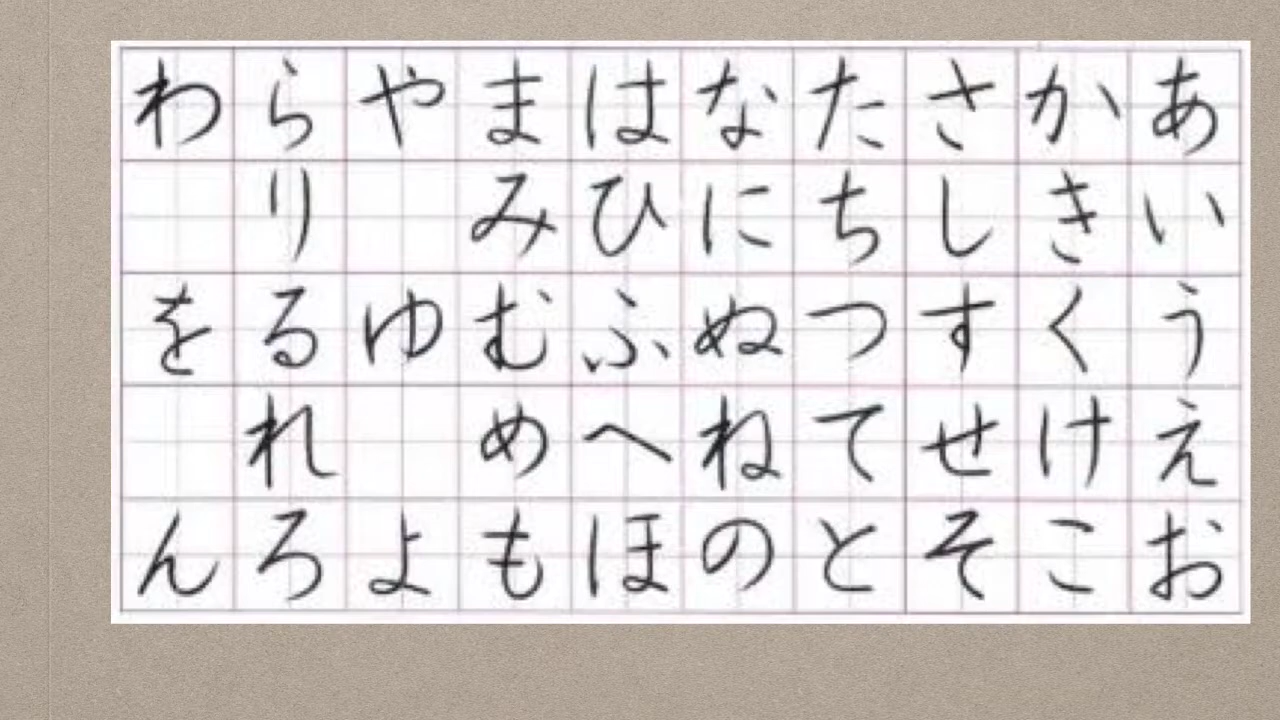 あいうえお
かきくけこ
さしすせそ
たちつてと
なにぬねの
はひふへほ
まみむめも
やゆよ
らりるれろ
わをん